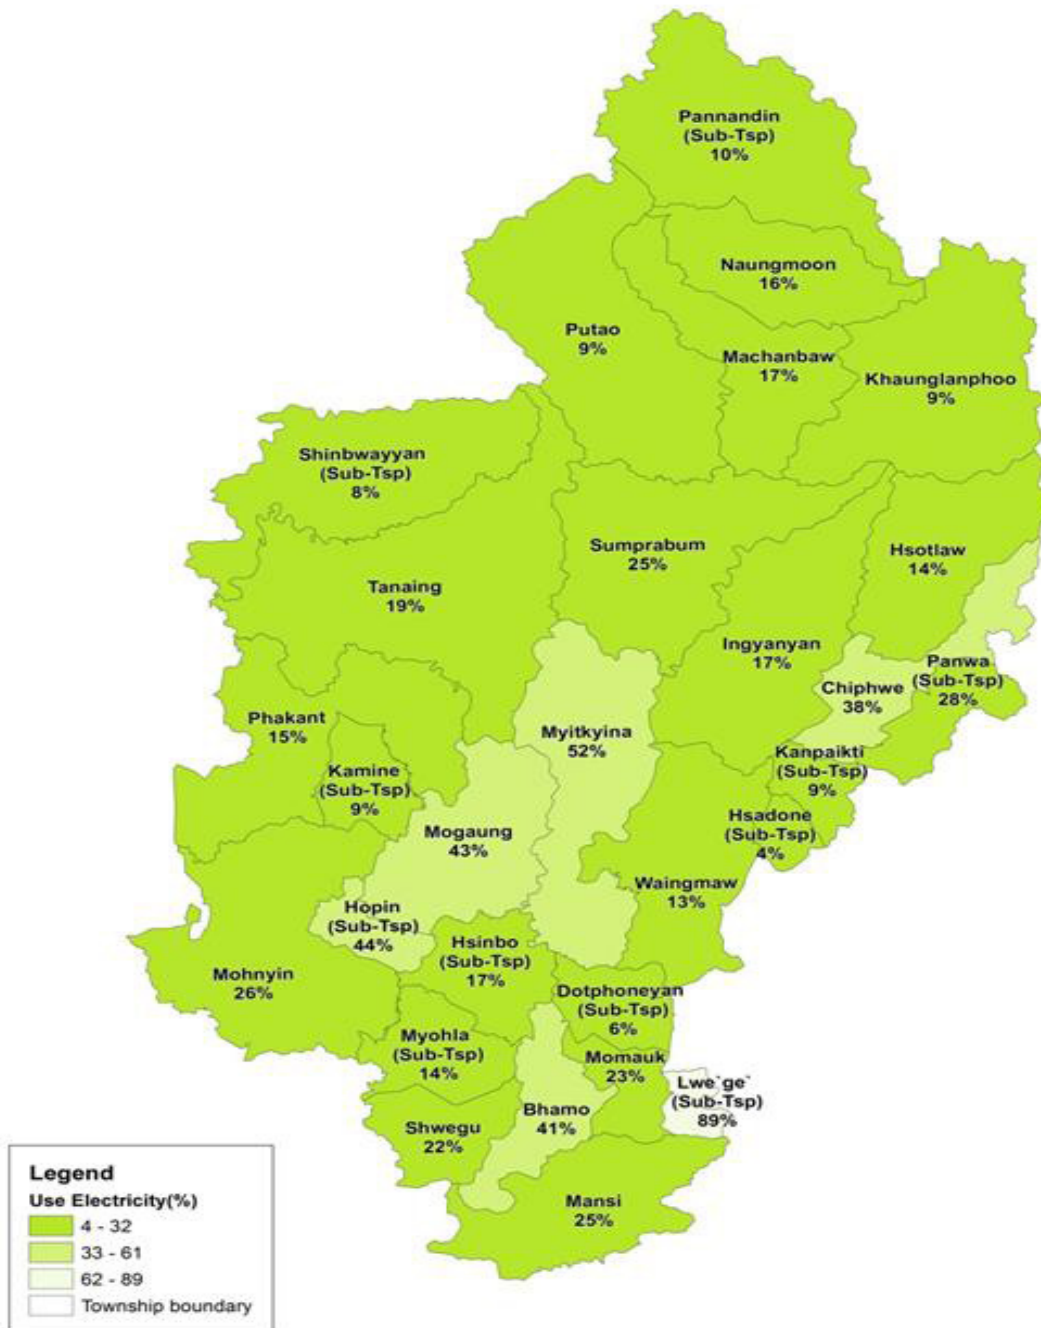 Pannandin
(Sub-Tsp)
10%
Naungmoon
16%
Putao
9%
Machanbaw
17%
Khaunglanphoo
9%
Shinbwayyan
(Sub-Tsp)
8%
Sumprabum
25%
Hsotlaw
14%
Tanaing
19%
Ingyanyan
17%
Panwa
(Sub-Tsp)
28%
Chiphwe
38%
Phakant
15%
Myitkyina
52%
Kanpaikti
(Sub-Tsp)
9%
Kamine
(Sub-Tsp)
9%
Hsadone
(Sub-Tsp)
4%
Mogaung
43%
Waingmaw
13%
Hopin
(Sub-Tsp)
44%
Hsinbo
(Sub-Tsp)
17%
Mohnyin
26%
Dotphoneyan
(Sub-Tsp)
6%
Myohla
(Sub-Tsp)
14%
Momauk
23%
Lwe`ge`
(Sub-Tsp)
89%
Bhamo
41%
Shwegu
22%
Mansi
25%
Legend
Use Electricity(%)
4 - 32
33 - 61
62 - 89
Township boundary